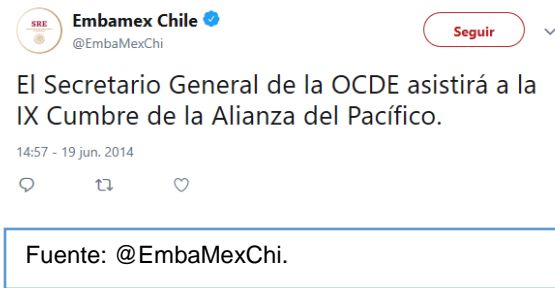 SRE
Embamex Chile
@EmbaMexChi
Seguir
El Secretario General de la OCDE asistirá a la
IX Cumbre de la Alianza del Pacífico.
14:57 - 19 jun. 2014
Fuente: @EmbaMexChi.